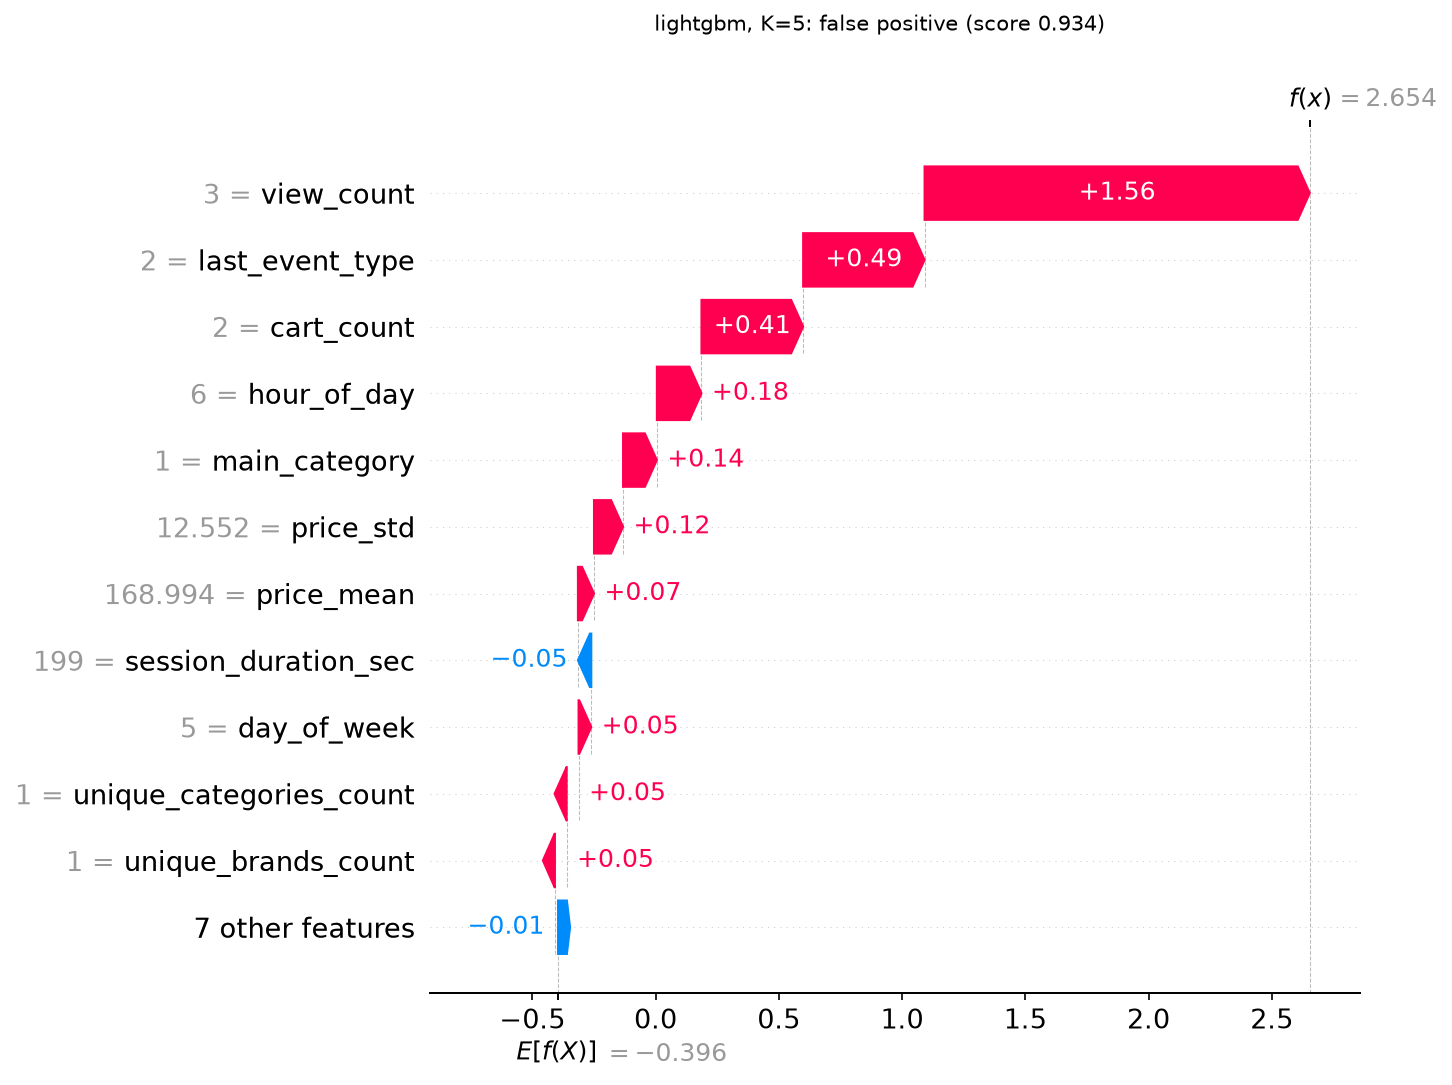 lightgbm, K=5: false positive (score 0.934)
f(x) = 2.654
3 = view_count +1.56
2 = last_event_type +0.49
2 = cart_count +0.41
6 = hour_of_day +0.18
1 = main_category +0.14
12.552 = price_std +0.12
168.994 = price_mean +0.07
199 = session_duration_sec −0.05
5 = day_of_week +0.05
1 = unique_categories_count +0.05
1 = unique_brands_count +0.05
7 other features −0.01
−0.5 0.0 0.5 1.0 1.5 2.0 2.5
E[f(X)] = −0.396